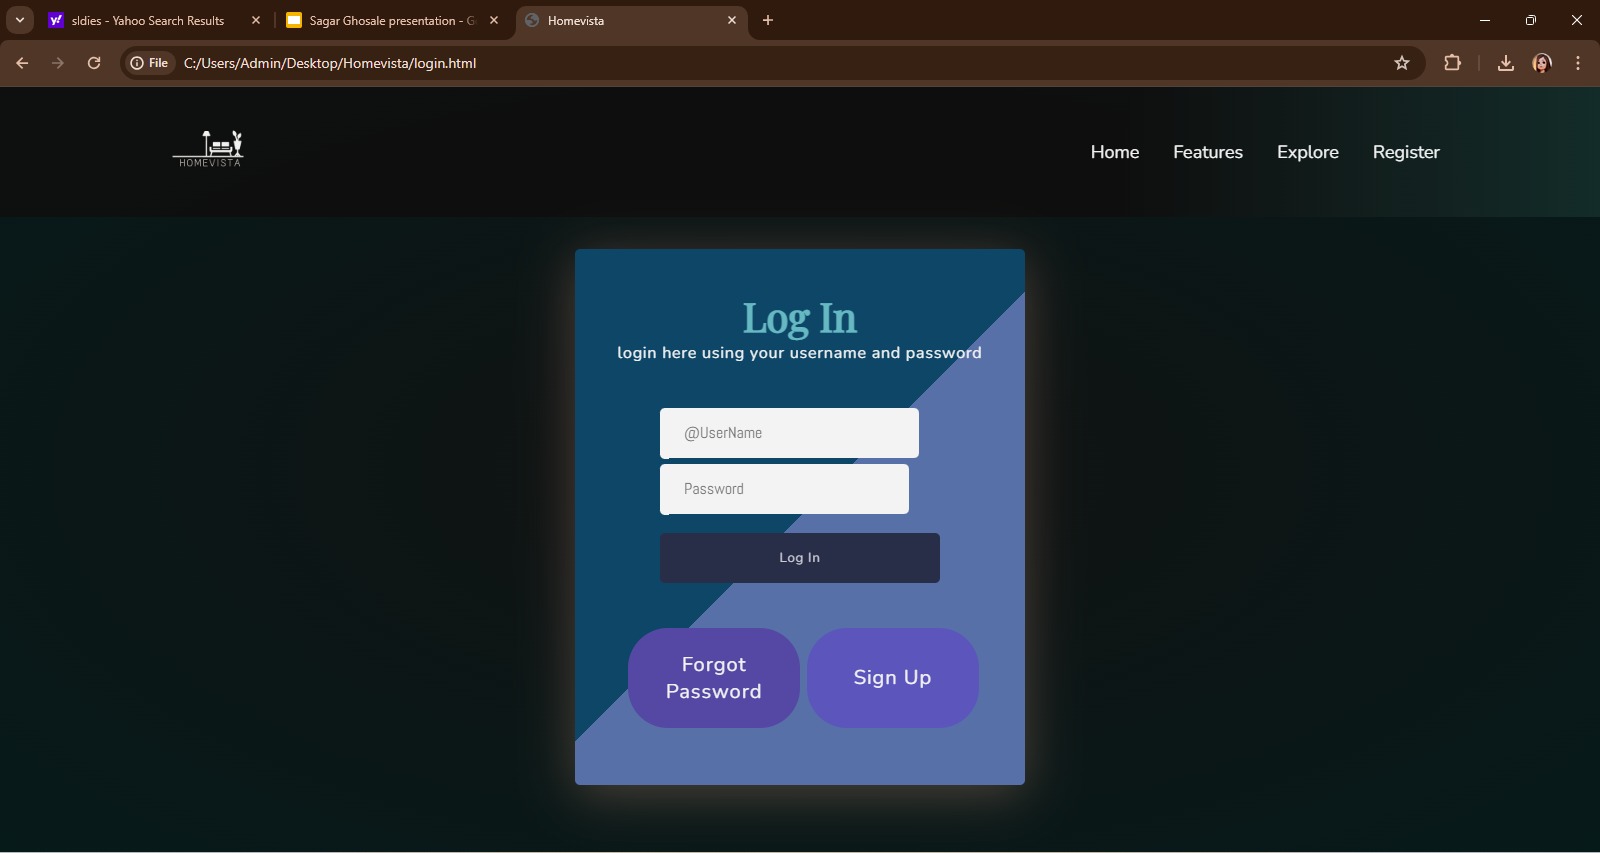 sldies - Yahoo Search Results
Sagar Ghosale presentation - G
Homevista
File
C:/Users/Admin/Desktop/Homevista/login.html
HOMEVISTA
Home
Features
Explore
Register
Log In
login here using your username and password
@UserName
Password
Log In
Forgot
Password
Sign Up